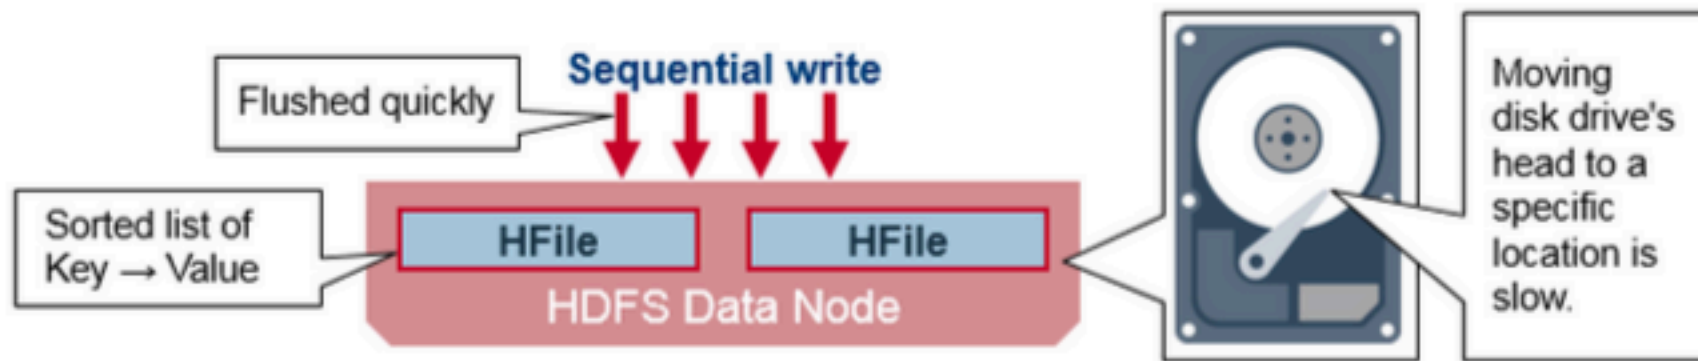 Sequential write
Flushed quickly
Sorted list of
Key → Value
HFile
HFile
HDFS Data Node
Moving
disk drive's
head to a
specific
location is
slow.